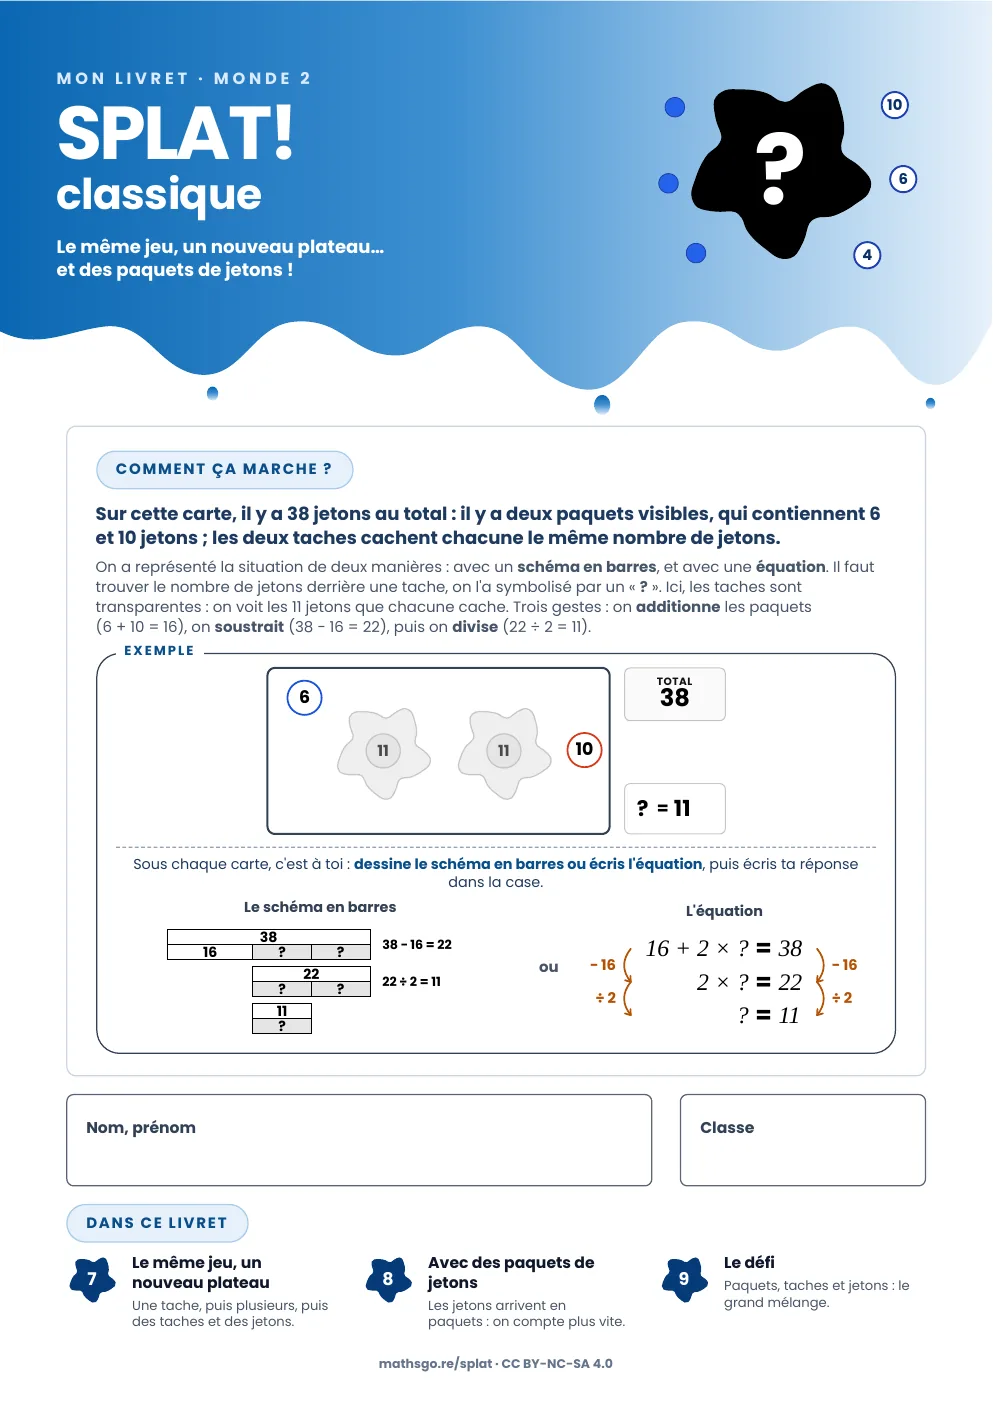 MON LIVRET · MONDE 2
SPLAT!
classique
Le même jeu, un nouveau plateau...
et des paquets de jetons !
?
10
6
4
COMMENT ÇA MARCHE ?
Sur cette carte, il y a 38 jetons au total : il y a deux paquets visibles, qui contiennent 6
et 10 jetons ; les deux taches cachent chacune le même nombre de jetons.
On a représenté la situation de deux manières : avec un schéma en barres, et avec une équation. Il faut
trouver le nombre de jetons derrière une tache, on l'a symbolisé par un « ? ». Ici, les taches sont
transparentes : on voit les 11 jetons que chacune cache. Trois gestes : on additionne les paquets
(6 + 10 = 16), on soustrait (38 - 16 = 22), puis on divise (22 ÷ 2 = 11).
EXEMPLE
6
11
11
10
TOTAL
38
? = 11
Sous chaque carte, c'est à toi : dessine le schéma en barres ou écris l'équation, puis écris ta réponse
dans la case.
Le schéma en barres
38
16 ? ?
38 - 16 = 22
22
? ?
22 ÷ 2 = 11
11
?
ou
L'équation
- 16 16 + 2 × ? = 38 - 16
÷ 2 2 × ? = 22 ÷ 2
? = 11
Nom, prénom
Classe
DANS CE LIVRET
7
Le même jeu, un
nouveau plateau
Une tache, puis plusieurs, puis
des taches et des jetons.
8
Avec des paquets de
jetons
Les jetons arrivent en
paquets : on compte plus vite.
9
Le défi
Paquets, taches et jetons : le
grand mélange.
mathsgo.re/splat · CC BY-NC-SA 4.0